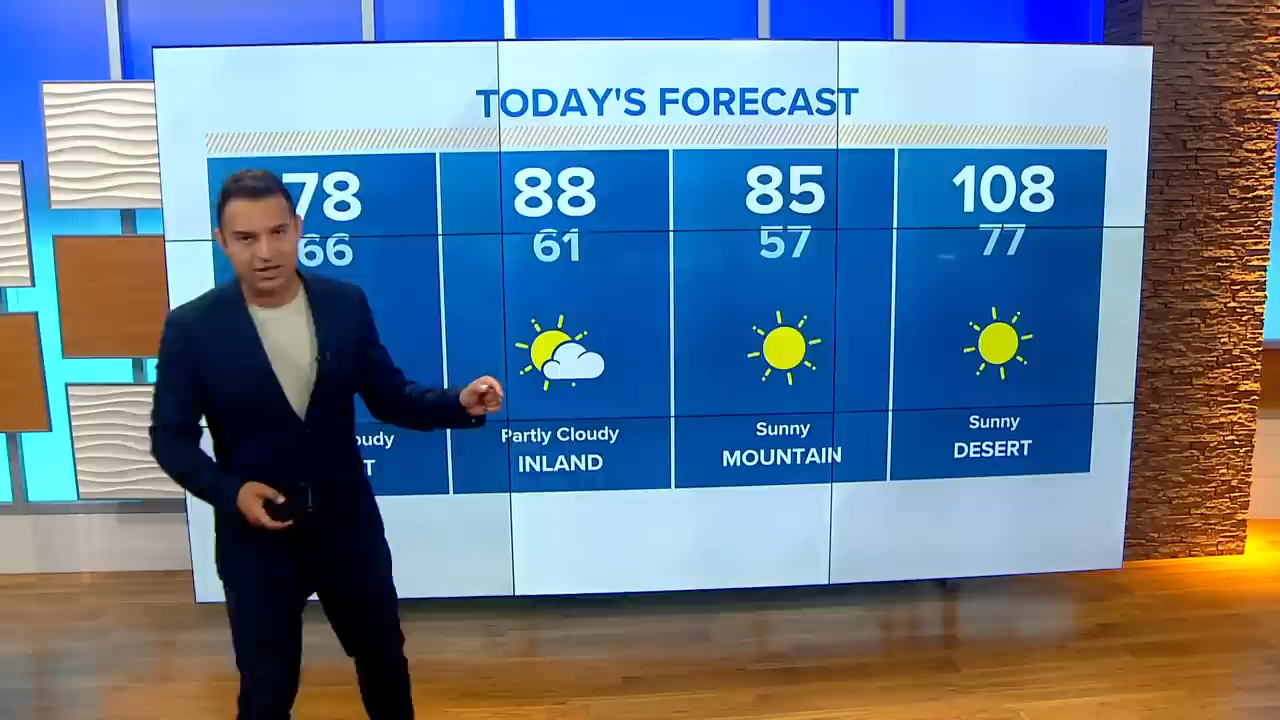 TODAY'S FORECAST
78 88 85 108
66 61 57 77
Partly Cloudy Sunny Sunny
INLAND MOUNTAIN DESERT